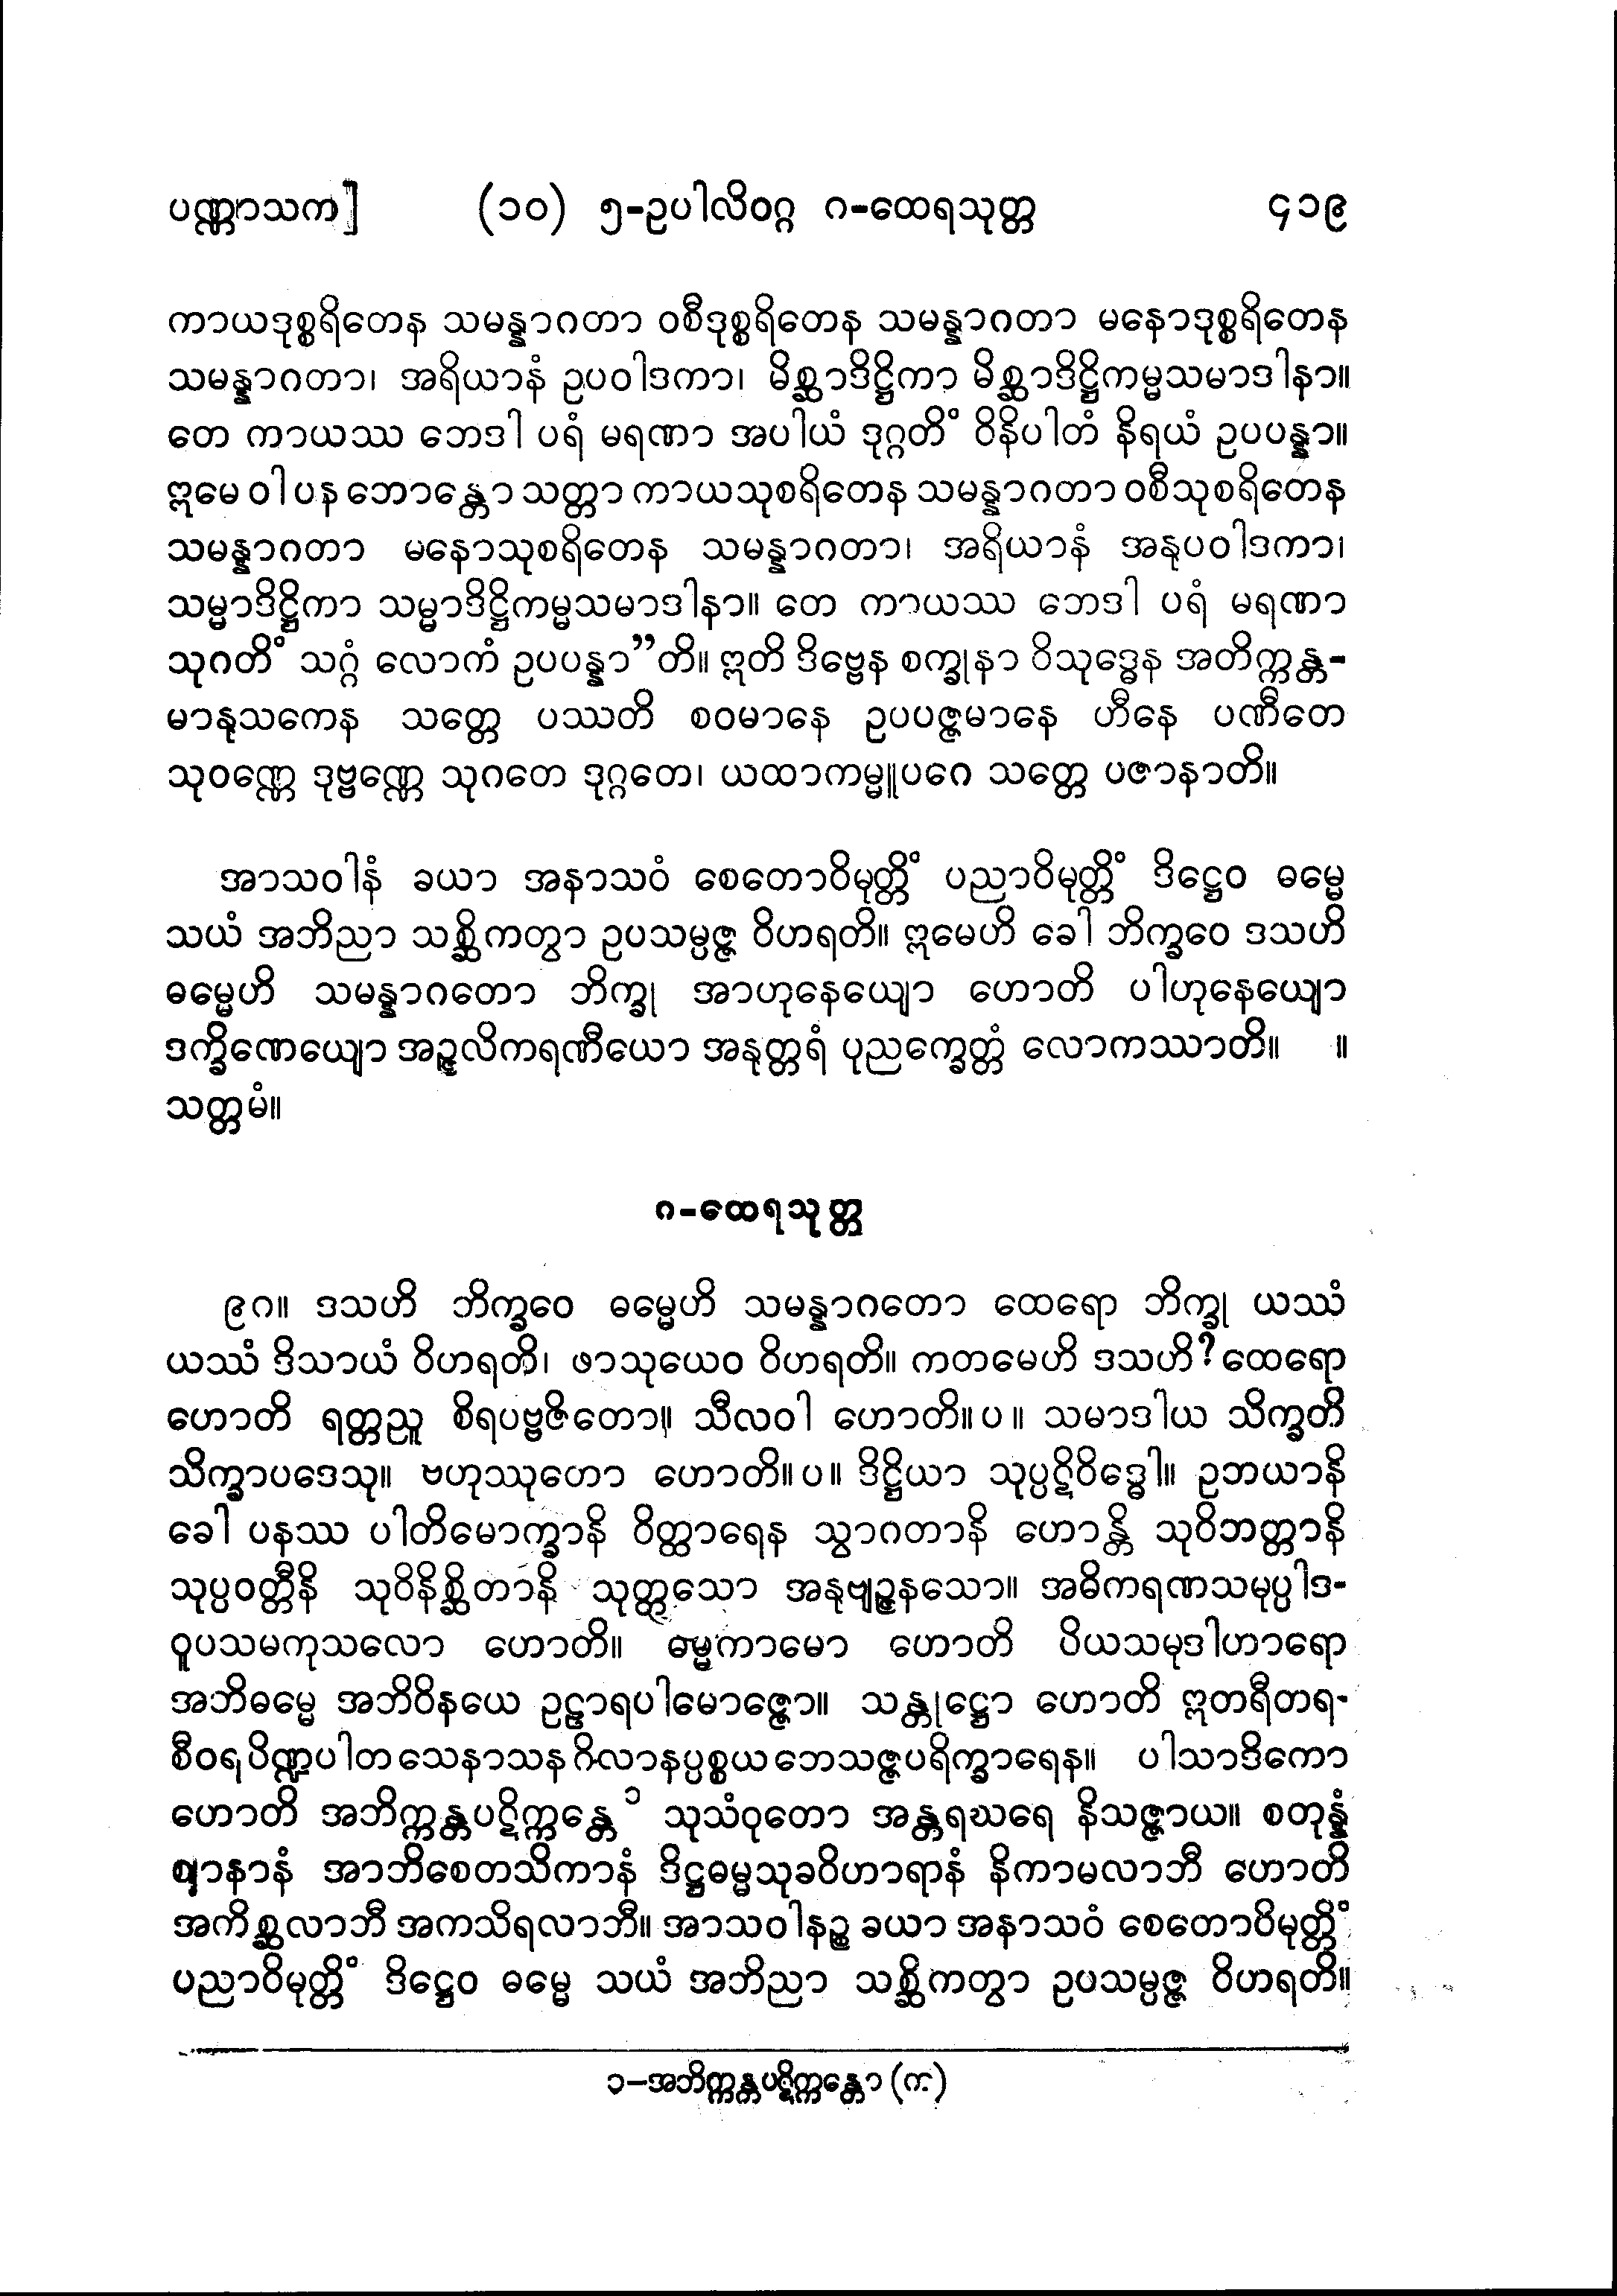 ပဏ္ဏာသက]	(၁၀) ၅-ဥပါလိဝဂ္ဂ ၈-ထေရသုတ္တ	၄၁၉
ကာယဒုစ္စရိတေန သမန္နာဂတာ ဝစီဒုစ္စရိတေန သမန္နာဂတာ မနောဒုစ္စရိတေန
သမန္နာဂတာ၊ အရိယာနံ ဥပဝါဒကာ၊ မိစ္ဆာဒိဋ္ဌိကာ မိစ္ဆာဒိဋ္ဌိကမ္မသမာဒါနာ။
တေ ကာယဿ ဘေဒါ ပရံ မရဏာ အပါယံ ဒုဂ္ဂတိံ ဝိနိပါတံ နိရယံ ဥပပန္နာ။
ဣမေ ဝါ ပန ဘောန္တော သတ္တာ ကာယသုစရိတေန သမန္နာဂတာ ဝစီသုစရိတေန
သမန္နာဂတာ မနောသုစရိတေန သမန္နာဂတာ၊ အရိယာနံ အနုပဝါဒကာ၊
သမ္မာဒိဋ္ဌိကာ သမ္မာဒိဋ္ဌိကမ္မသမာဒါနာ။ တေ ကာယဿ ဘေဒါ ပရံ မရဏာ
သုဂတိံ သဂ္ဂံ လောကံ ဥပပန္နာ”တိ။ ဣတိ ဒိဗ္ဗေန စက္ခုနာ ဝိသုဒ္ဓေန အတိက္ကန္တ-
မာနုသကေန သတ္တေ ပဿတိ စဝမာနေ ဥပပဇ္ဇမာနေ ဟီနေ ပဏီတေ
သုဝဏ္ဏေ ဒုဗ္ဗဏ္ဏေ သုဂတေ ဒုဂ္ဂတေ၊ ယထာကမ္မူပဂေ သတ္တေ ပဇာနာတိ။
အာသဝါနံ ခယာ အနာသဝံ စေတောဝိမုတ္တိံ ပညာဝိမုတ္တိံ ဒိဋ္ဌေဝ ဓမ္မေ
သယံ အဘိညာ သစ္ဆိကတွာ ဥပသမ္ပဇ္ဇ ဝိဟရတိ။ ဣမေဟိ ခေါ ဘိက္ခဝေ ဒသဟိ
ဓမ္မေဟိ သမန္နာဂတော ဘိက္ခု အာဟုနေယျော ဟောတိ ပါဟုနေယျော
ဒက္ခိဏေယျော အဉ္ဇလိကရဏီယော အနုတ္တရံ ပုညက္ခေတ္တံ လောကဿာတိ။ ။
သတ္တမံ။
၈-ထေရသုတ္တ
၉၈။ ဒသဟိ ဘိက္ခဝေ ဓမ္မေဟိ သမန္နာဂတော ထေရော ဘိက္ခု ယဿံ
ယဿံ ဒိသာယံ ဝိဟရတိ၊ ဖာသုယေဝ ဝိဟရတိ။ ကတမေဟိ ဒသဟိ? ထေရော
ဟောတိ ရတ္တညူ စိရပဗ္ဗဇိတော။ သီလဝါ ဟောတိ။ပ။ သမာဒါယ သိက္ခတိ
သိက္ခာပဒေသု။ ဗဟုဿုတော ဟောတိ။ပ။ ဒိဋ္ဌိယာ သုပ္ပဋိဝိဒ္ဓေါ။ ဥဘယာနိ
ခေါ ပနဿ ပါတိမောက္ခာနိ ဝိတ္ထာရေန သွာဂတာနိ ဟောန္တိ သုဝိဘတ္တာနိ
သုပ္ပဝတ္တီနိ သုဝိနိစ္ဆိတာနိ သုတ္တသော အနုဗျဉ္ဇနသော။ အဓိကရဏသမုပ္ပါဒ-
ဝူပသမကုသလော ဟောတိ။ ဓမ္မကာမော ဟောတိ ပိယသမုဒါဟာရော
အဘိဓမ္မေ အဘိဝိနယေ ဥဠာရပါမောဇ္ဇော။ သန္တုဋ္ဌော ဟောတိ ဣတရီတရ-
စီဝရပိဏ္ဍပါတ သေနာသန ဂိလာနပ္ပစ္စယ ဘေသဇ္ဇပရိက္ခာရေန။ ပါသာဒိကော
ဟောတိ အဘိက္ကန္တပဋိက္ကန္တေ ၁ သုသံဝုတော အန္တရဃရေ နိသဇ္ဇာယ။ စတုန္နံ
ဈာနာနံ အာဘိစေတသိကာနံ ဒိဋ္ဌဓမ္မသုခဝိဟာရာနံ နိကာမလာဘီ ဟောတိ
အကိစ္ဆလာဘီ အကသိရလာဘီ။ အာသဝါနဉ္စ ခယာ အနာသဝံ စေတောဝိမုတ္တိံ
ပညာဝိမုတ္တိံ ဒိဋ္ဌေဝ ဓမ္မေ သယံ အဘိညာ သစ္ဆိကတွာ ဥပသမ္ပဇ္ဇ ဝိဟရတိ။
၁−အဘိက္ကန္တပဋိက္ကန္တော (က)